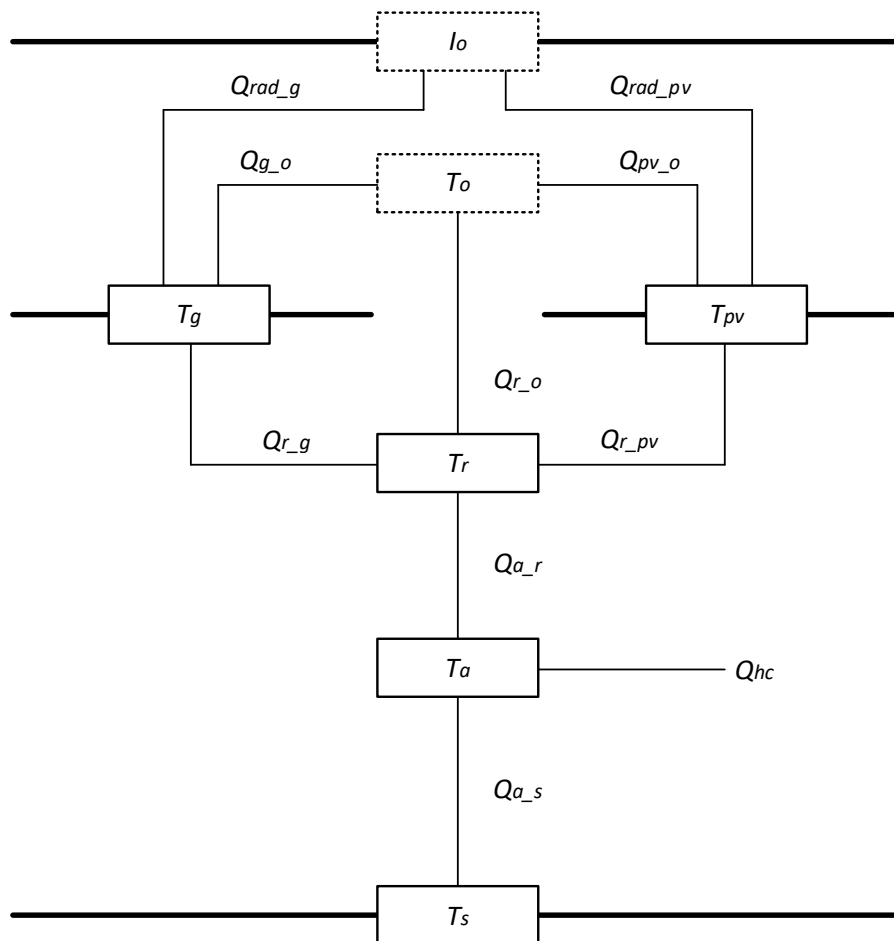 Io
Qrad_g
Qrad_pv
Qg_o
To
Qpv_o
Tg
Tpv
Qr_o
Qr_g
Tr
Qr_pv
Qa_r
Ta
Qhc
Qa_s
Ts